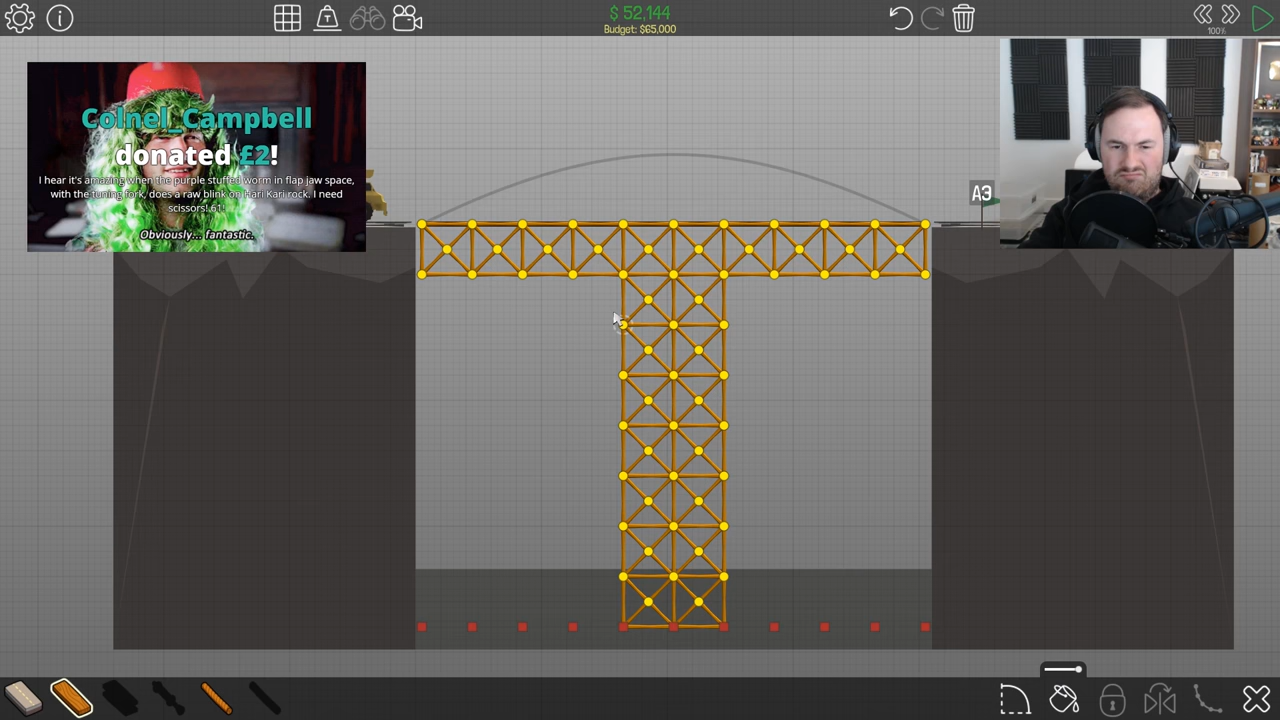 $ 52,144
Budget: $65,000
100%
Colnel_Campbell
donated £2!
I hear it's amazing when the purple stuffed worm in flap jaw space,
with the tuning fork, does a raw blink on Hari Kari rock. I need
scissors! 61!
Obviously... fantastic.
A3
T